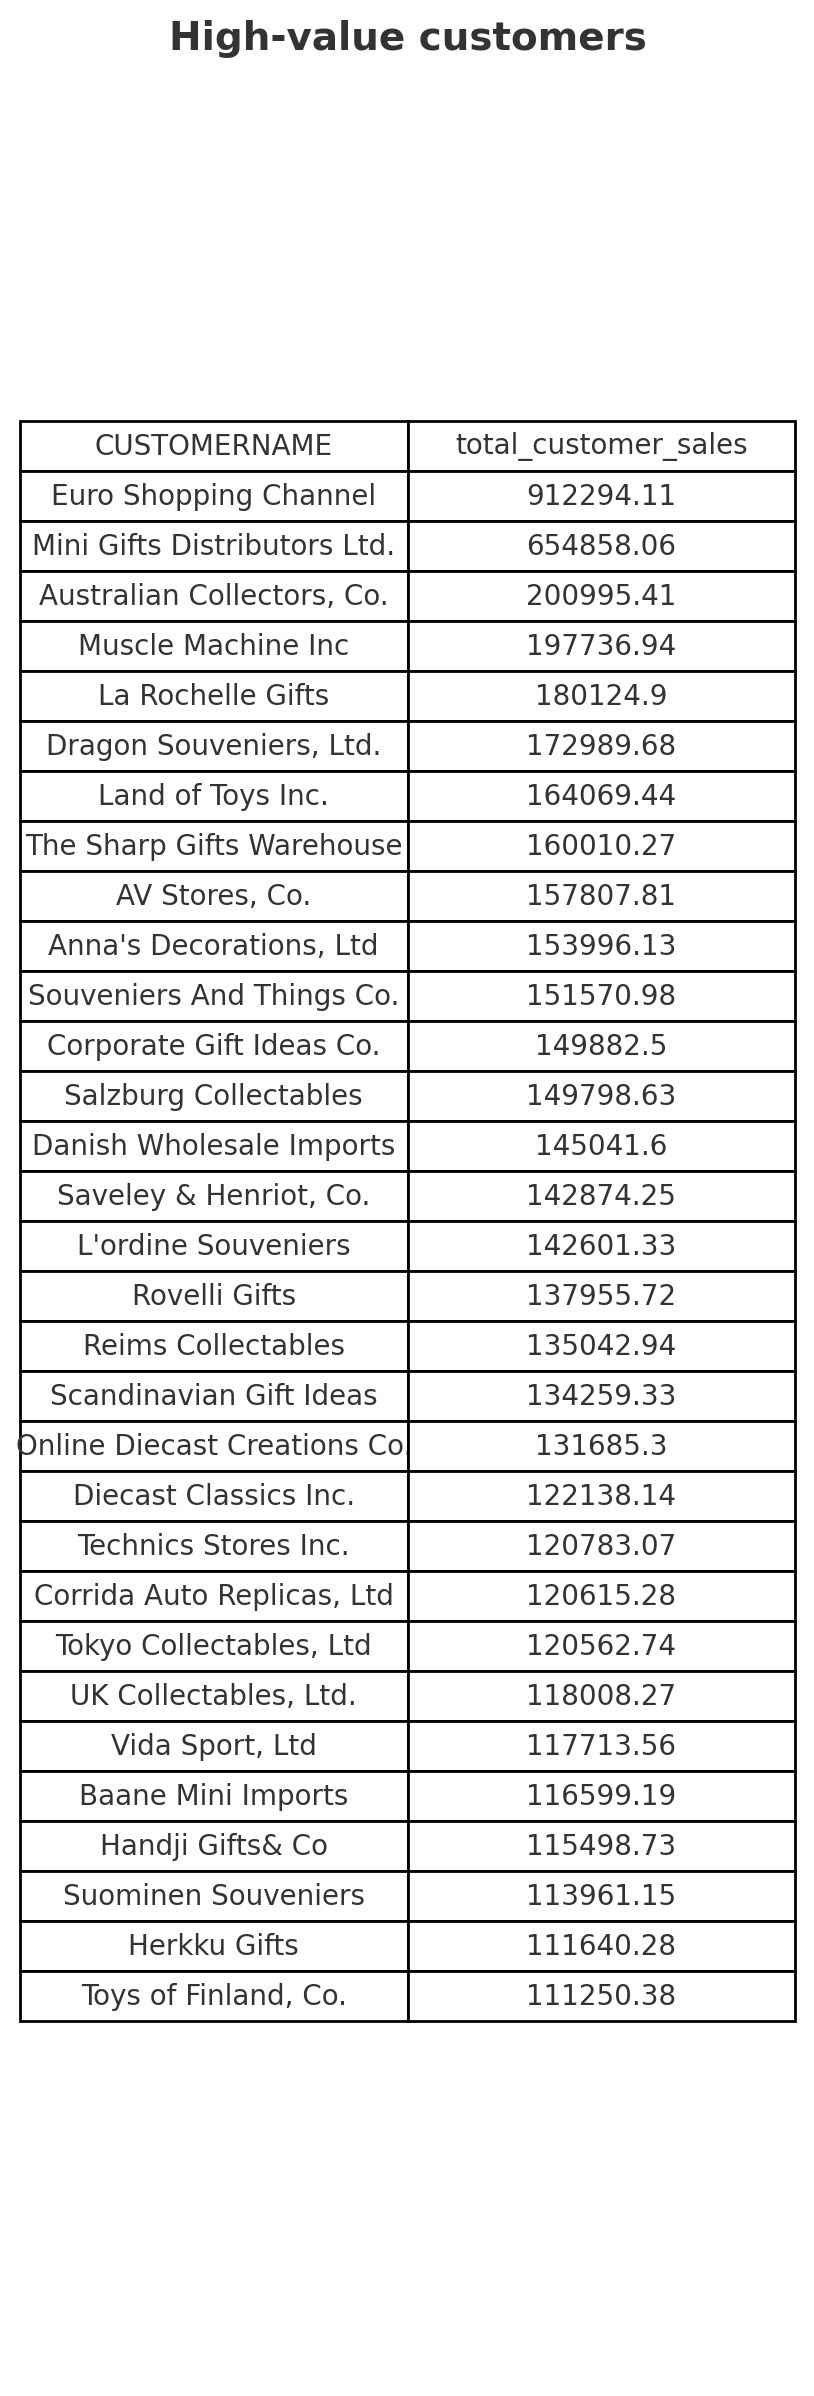 High-value customers
CUSTOMERNAME total_customer_sales
Euro Shopping Channel 912294.11
Mini Gifts Distributors Ltd. 654858.06
Australian Collectors, Co. 200995.41
Muscle Machine Inc 197736.94
La Rochelle Gifts 180124.9
Dragon Souveniers, Ltd. 172989.68
Land of Toys Inc. 164069.44
The Sharp Gifts Warehouse 160010.27
AV Stores, Co. 157807.81
Anna's Decorations, Ltd 153996.13
Souveniers And Things Co. 151570.98
Corporate Gift Ideas Co. 149882.5
Salzburg Collectables 149798.63
Danish Wholesale Imports 145041.6
Saveley & Henriot, Co. 142874.25
L'ordine Souveniers 142601.33
Rovelli Gifts 137955.72
Reims Collectables 135042.94
Scandinavian Gift Ideas 134259.33
Online Diecast Creations Co. 131685.3
Diecast Classics Inc. 122138.14
Technics Stores Inc. 120783.07
Corrida Auto Replicas, Ltd 120615.28
Tokyo Collectables, Ltd 120562.74
UK Collectables, Ltd. 118008.27
Vida Sport, Ltd 117713.56
Baane Mini Imports 116599.19
Handji Gifts& Co 115498.73
Suominen Souveniers 113961.15
Herkku Gifts 111640.28
Toys of Finland, Co. 111250.38